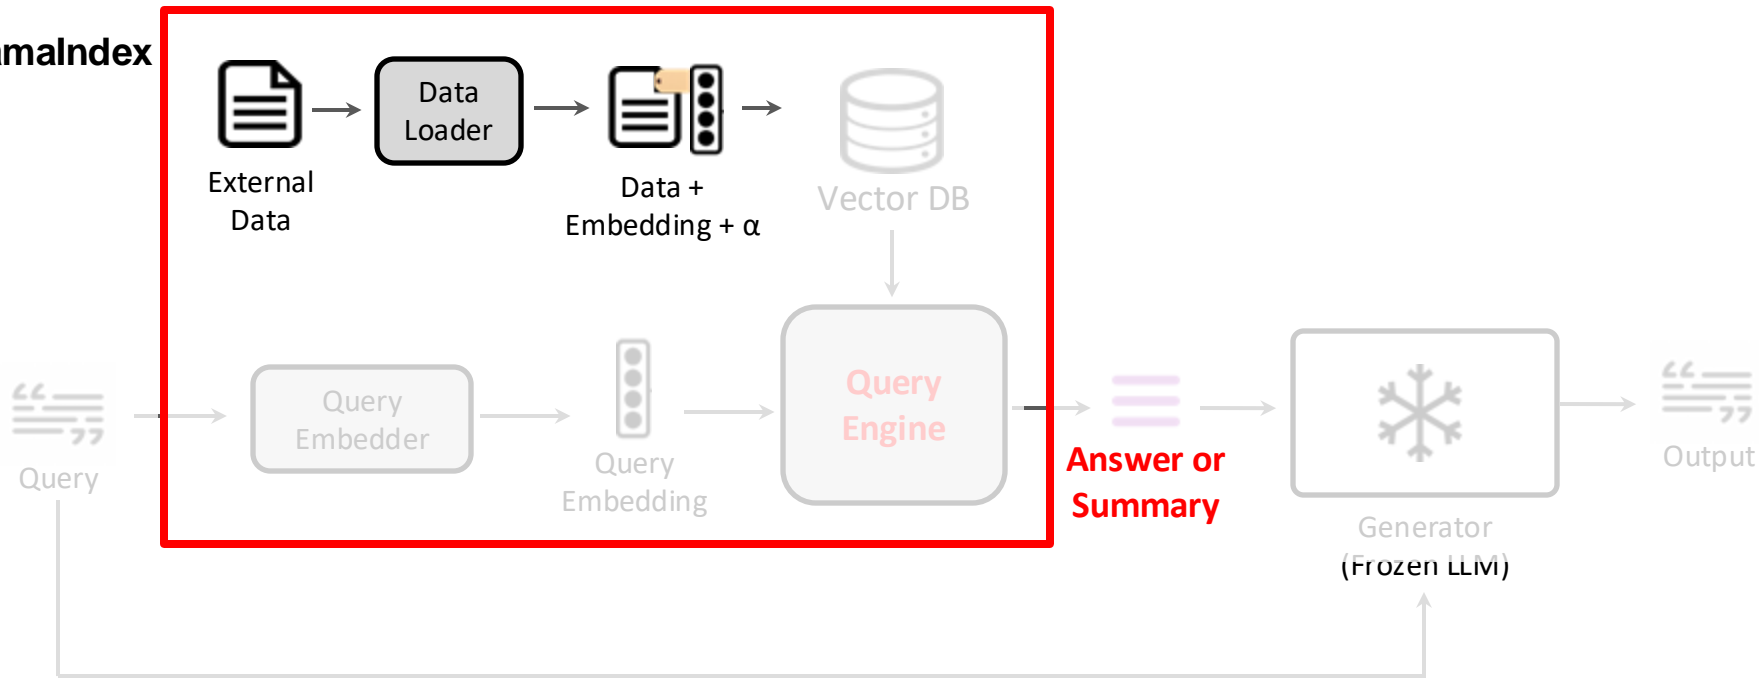 amaIndex
Data
Loader
External
Data
Data +
Embedding + α
Vector DB
Query
Embedder
Query
Embedding
Query
Engine
Query
Answer or
Summary
Generator
(Frozen LLM)
Output